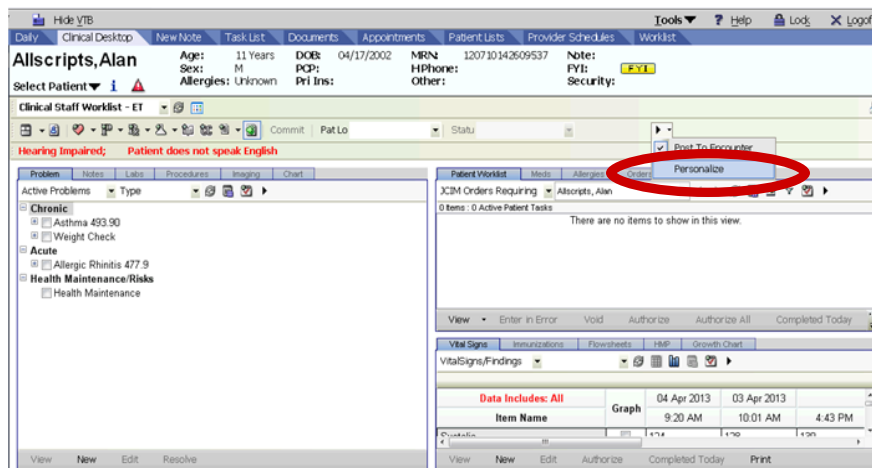 Hide VTB Tools ? Help Lock X Logof
Daily Clinical Desktop New Note Task List Documents Appointments Patient Lists Provider Schedules Worklist
Allscripts, Alan Age: 11 Years DOB: 04/17/2002 MRN: 120710142609537 Note:
Sex: M PCP: HPhone: FYI: FYI
Select Patient i Allergies: Unknown Pri Ins: Other: Security:
Clinical Staff Worklist - ET
Commit Pat Lo Statu
Post To Encounter
Hearing Impaired; Patient does not speak English
Personalize
Problem Notes Labs Procedures Imaging Chart
Patient Worklist Meds Allergies Orders
Active Problems Type
JCIM Orders Requiring Allscripts, Alan
0 Items : 0 Active Patient Tasks
There are no items to show in this view.
Chronic
Asthma 493.90
Weight Check
Acute
Allergic Rhinitis 477.9
Health Maintenance/Risks
Health Maintenance
View Enter in Error Void Authorize Authorize All Completed Today
Vital Signs Immunizations Flowsheets HMP Growth Chart
VitalSigns/Findings
Data Includes: All Graph 04 Apr 2013 03 Apr 2013
Item Name 9:20 AM 10:01 AM 4:43 PM
Systolic 124 128 120
View New Edit Resolve
View New Edit Authorize Completed Today Print